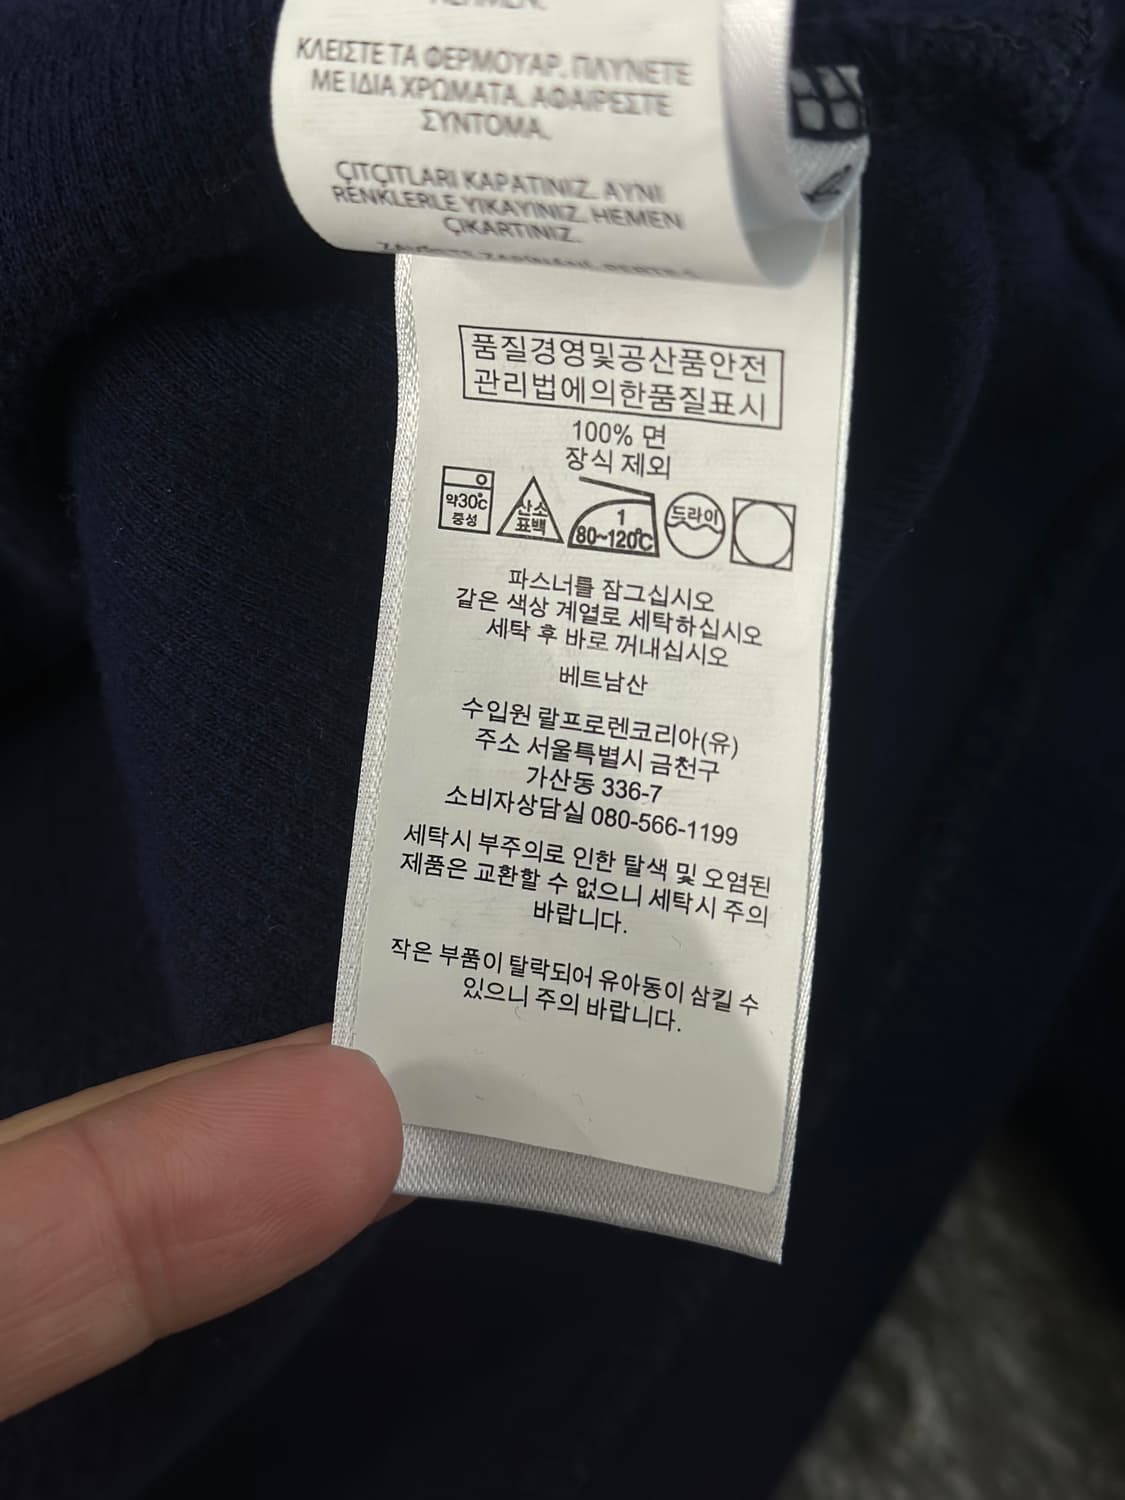 ΚΛΕΙΣΤΕ ΤΑ ΦΕΡΜΟΥΑΡ. ΠΛΥΝΕΤΕ
ΜΕ ΙΔΙΑ ΧΡΩΜΑΤΑ. ΑΦΑΙΡΕΣΤΕ
ΣΥΝΤΟΜΑ.
ÇITÇITLARI KAPATINIZ. AYNI
RENKLERLE YIKAYINIZ. HEMEN
ÇIKARTINIZ.
품질경영및공산품안전
관리법에의한품질표시
100% 면
장식 제외
약30℃
중성
산소
표백
1
80~120℃
드라이
파스너를 잠그십시오
같은 색상 계열로 세탁하십시오
세탁 후 바로 꺼내십시오
베트남산
수입원 랄프로렌코리아(유)
주소 서울특별시 금천구
가산동 336-7
소비자상담실 080-566-1199
세탁시 부주의로 인한 탈색 및 오염된
제품은 교환할 수 없으니 세탁시 주의
바랍니다.
작은 부품이 탈락되어 유아동이 삼킬 수
있으니 주의 바랍니다.